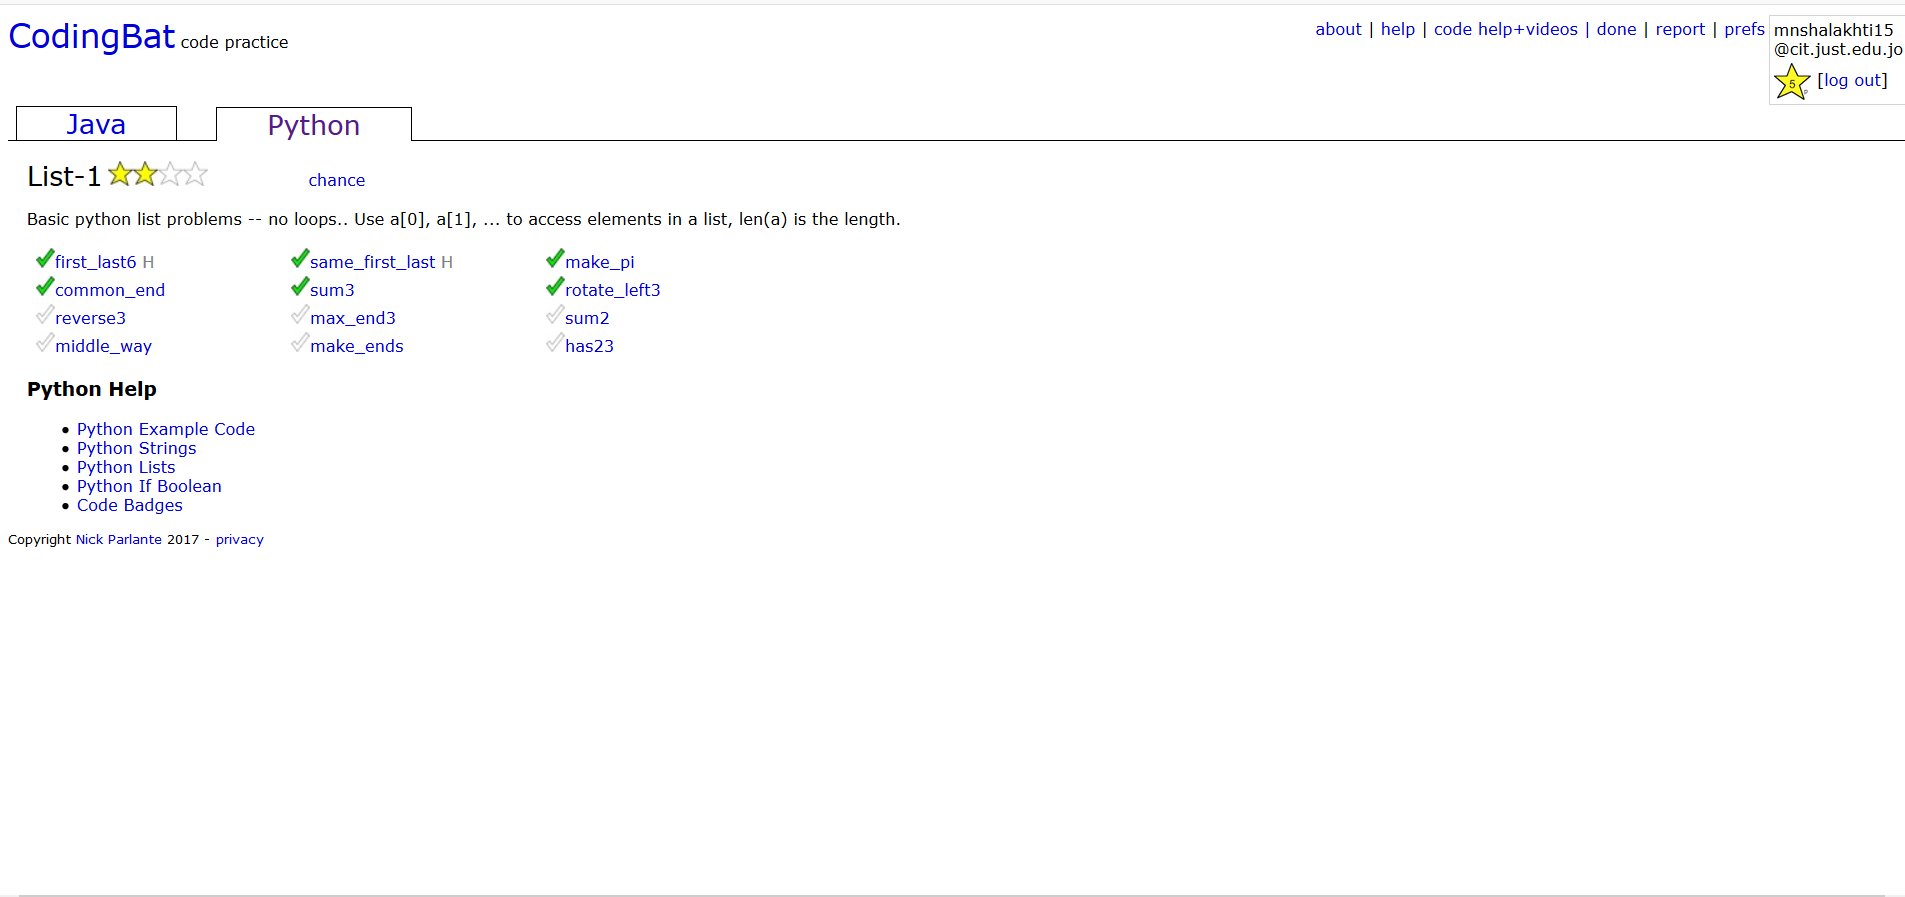 CodingBat code practice
about | help | code help+videos | done | report | prefs
mnshalakhti15
@cit.just.edu.jo
5 [log out]
Java
Python
List-1
chance
Basic python list problems -- no loops.. Use a[0], a[1], ... to access elements in a list, len(a) is the length.
first_last6 H same_first_last H make_pi
common_end sum3 rotate_left3
reverse3 max_end3 sum2
middle_way make_ends has23
Python Help
• Python Example Code
• Python Strings
• Python Lists
• Python If Boolean
• Code Badges
Copyright Nick Parlante 2017 - privacy